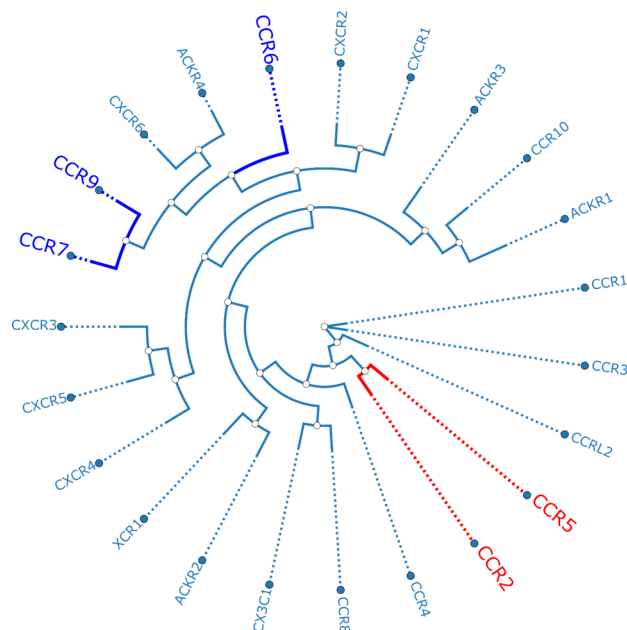 CXCR2
CCR6
CXCR1
ACKR4
ACKR3
CXCR6
CCR10
CCR9
ACKR1
CCR7
CCR1
CXCR3
CCR3
CXCR5
CCRL2
CXCR4
CCR5
XCR1
CCR2
ACKR2
CCR4
CX3C1
CCR8